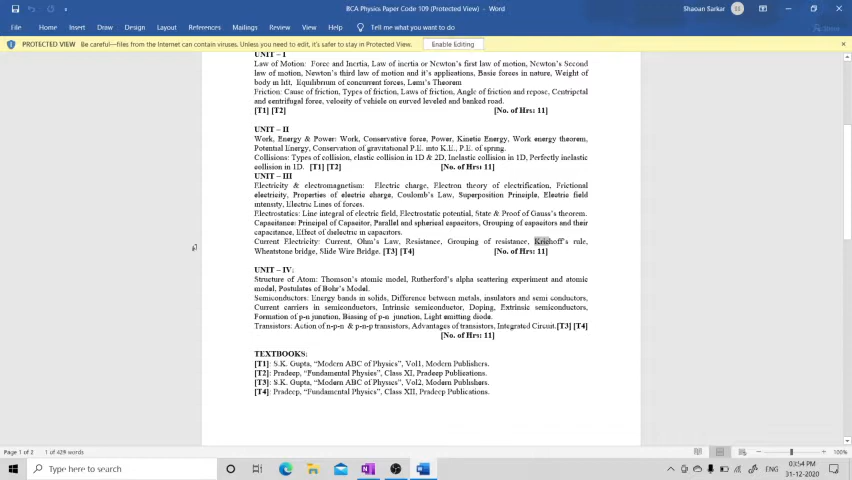 BCA Physics Paper Code 109 (Protected View) - Word
Shaoan Sarkar
File Home Insert Draw Design Layout References Mailings Review View Help Tell me what you want to do Share
PROTECTED VIEW Be careful—files from the Internet can contain viruses. Unless you need to edit, it's safer to stay in Protected View. Enable Editing
UNIT – I
Law of Motion: Force and Inertia, Law of inertia or Newton's first law of motion, Newton's Second
law of motion, Newton's third law of motion and it's applications, Basic forces in nature, Weight of
body in lift, Equilibrium of concurrent forces, Lemi's Theorem
Friction: Cause of friction, Types of friction, Laws of friction, Angle of friction and repose, Centripetal
and centrifugal force, velocity of vehicle on curved leveled and banked road.
[T1] [T2] [No. of Hrs: 11]
UNIT – II
Work, Energy & Power: Work, Conservative force, Power, Kinetic Energy, Work energy theorem,
Potential Energy, Conservation of gravitational P.E. into K.E., P.E. of spring.
Collisions: Types of collision, elastic collision in 1D & 2D, Inelastic collision in 1D, Perfectly inelastic
collision in 1D. [T1] [T2] [No. of Hrs: 11]
UNIT – III
Electricity & electromagnetism: Electric charge, Electron theory of electrification, Frictional
electricity, Properties of electric charge, Coulomb's Law, Superposition Principle, Electric field
intensity, Electric Lines of forces.
Electrostatics: Line integral of electric field, Electrostatic potential, State & Proof of Gauss's theorem.
Capacitance: Principal of Capacitor, Parallel and spherical capacitors, Grouping of capacitors and their
capacitance, Effect of dielectric in capacitors.
Current Electricity: Current, Ohm's Law, Resistance, Grouping of resistance, Krichoff's rule,
Wheatstone bridge, Slide Wire Bridge. [T3] [T4] [No. of Hrs: 11]
UNIT – IV:
Structure of Atom: Thomson's atomic model, Rutherford's alpha scattering experiment and atomic
model, Postulates of Bohr's Model.
Semiconductors: Energy bands in solids, Difference between metals, insulators and semi conductors,
Current carriers in semiconductors, Intrinsic semiconductor, Doping, Extrinsic semiconductors,
Formation of p-n junction, Biasing of p-n junction, Light emitting diode.
Transistors: Action of n-p-n & p-n-p transistors, Advantages of transistors, Integrated Circuit.[T3] [T4]
[No. of Hrs: 11]
TEXTBOOKS:
[T1]: S.K. Gupta, "Modern ABC of Physics", Vol1, Modern Publishers.
[T2]: Pradeep, "Fundamental Physics", Class XI, Pradeep Publications.
[T3]: S.K. Gupta, "Modern ABC of Physics", Vol2, Modern Publishers.
[T4]: Pradeep, "Fundamental Physics", Class XII, Pradeep Publications.
Page 1 of 2 1 of 429 words 100%
Type here to search ENG 03:54 PM
31-12-2020